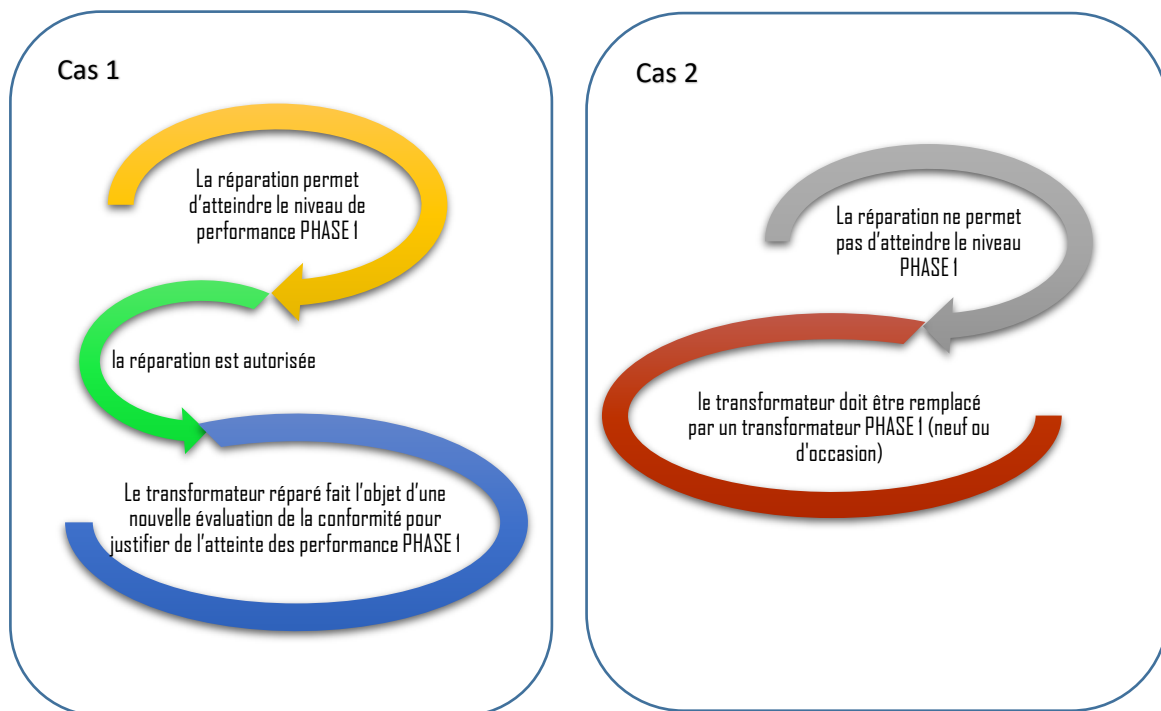 Cas 1
La réparation permet
d'atteindre le niveau de
performance PHASE 1
la réparation est autorisée
Le transformateur réparé fait l'objet d'une
nouvelle évaluation de la conformité pour
justifier de l'atteinte des performance PHASE 1
Cas 2
La réparation ne permet
pas d'atteindre le niveau
PHASE 1
le transformateur doit être remplacé
par un transformateur PHASE 1 (neuf ou
d'occasion)